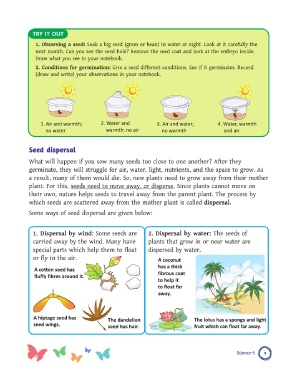 TRY IT OUT
1. Observing a seed: Soak a big seed (gram or bean) in water at night. Look at it carefully the
next month. Can you see the seed hole? Remove the seed coat and look at the embryo inside.
Draw what you see in your notebook.
2. Conditions for germination: Give a seed different conditions. See if it germinates. Record
(draw and write) your observations in your notebook.
1. Air and warmth;
no water
2. Water and
warmth; no air
3. Air and water;
no warmth
4. Water, warmth
and air
Seed dispersal
What will happen if you sow many seeds too close to one another? After they
germinate, they will struggle for air, water, light, nutrients, and the space to grow. As
a result, many of them would die. So, new plants need to grow away from their mother
plant. For this, seeds need to move away, or disperse. Since plants cannot move on
their own, nature helps seeds to travel away from the parent plant. The process by
which seeds are scattered away from the mother plant is called dispersal.
Some ways of seed dispersal are given below:
1. Dispersal by wind: Some seeds are
carried away by the wind. Many have
special parts which help them to float
or fly in the air.
A cotton seed has
fluffy fibres around it.
A hiptage seed has
seed wings.
The dandelion
seed has hair.
2. Dispersal by water: The seeds of
plants that grow in or near water are
dispersed by water.
A coconut
has a thick
fibrous coat
to help it
to float far
away.
The lotus has a spongy and light
fruit which can float far away.
Science-5